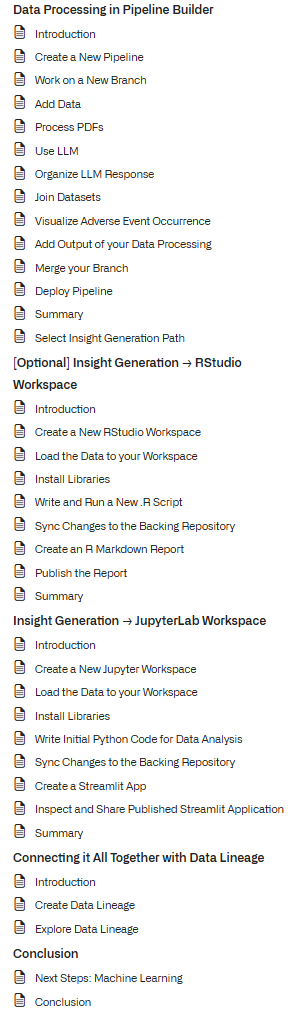 Data Processing in Pipeline Builder
Introduction
Create a New Pipeline
Work on a New Branch
Add Data
Process PDFs
Use LLM
Organize LLM Response
Join Datasets
Visualize Adverse Event Occurrence
Add Output of your Data Processing
Merge your Branch
Deploy Pipeline
Summary
Select Insight Generation Path
[Optional] Insight Generation → RStudio
Workspace
Introduction
Create a New RStudio Workspace
Load the Data to your Workspace
Install Libraries
Write and Run a New .R Script
Sync Changes to the Backing Repository
Create an R Markdown Report
Publish the Report
Summary
Insight Generation → JupyterLab Workspace
Introduction
Create a New Jupyter Workspace
Load the Data to your Workspace
Install Libraries
Write Initial Python Code for Data Analysis
Sync Changes to the Backing Repository
Create a Streamlit App
Inspect and Share Published Streamlit Application
Summary
Connecting it All Together with Data Lineage
Introduction
Create Data Lineage
Explore Data Lineage
Conclusion
Next Steps: Machine Learning
Conclusion